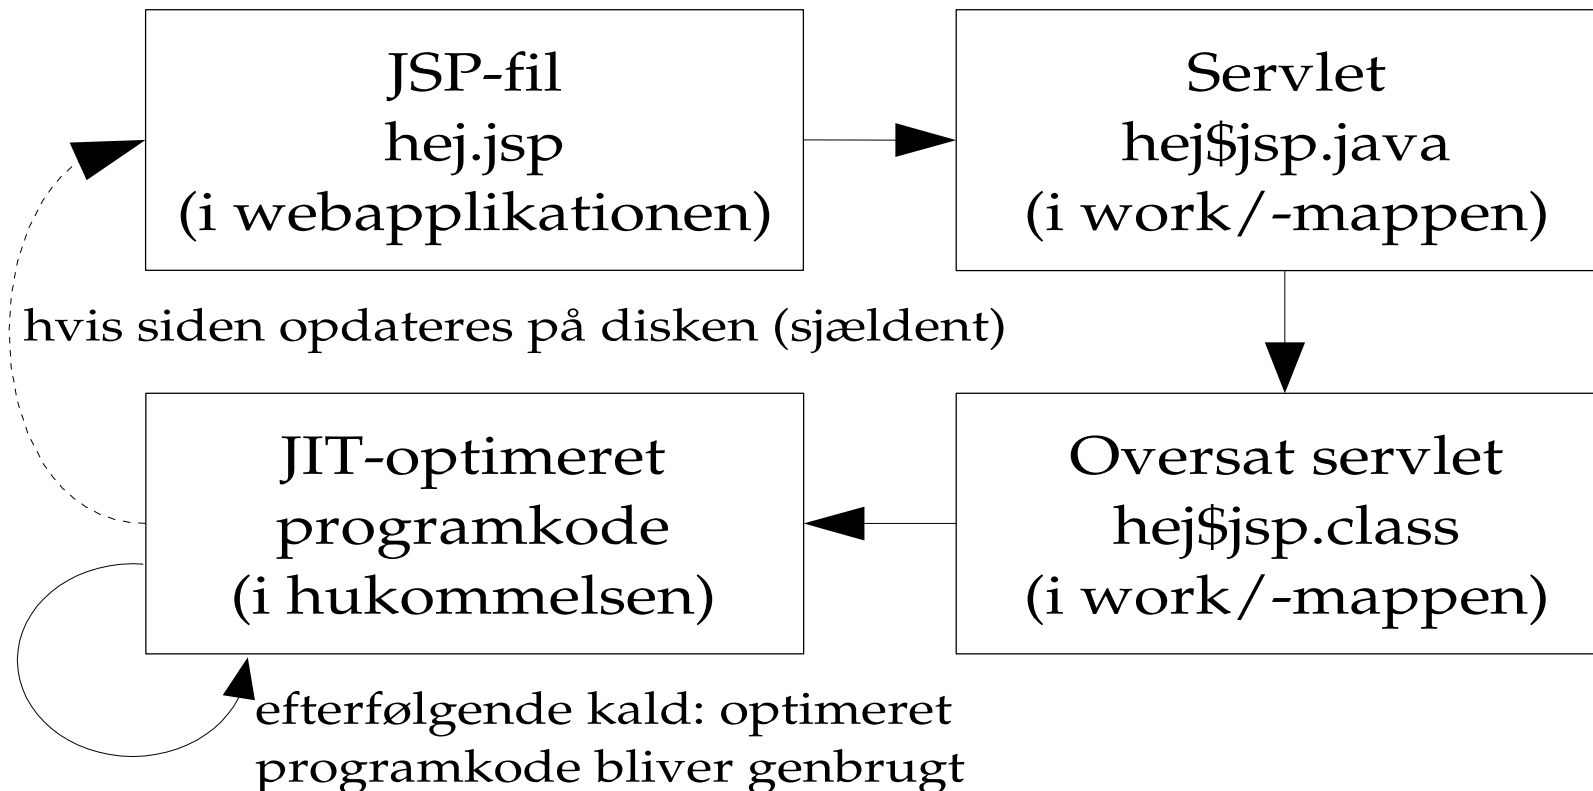 JSP-fil
hej.jsp
(i webapplikationen)
Servlet
hej$jsp.java
(i work/-mappen)
hvis siden opdateres på disken (sjældent)
JIT-optimeret
programkode
(i hukommelsen)
Oversat servlet
hej$jsp.class
(i work/-mappen)
efterfølgende kald: optimeret
programkode bliver genbrugt